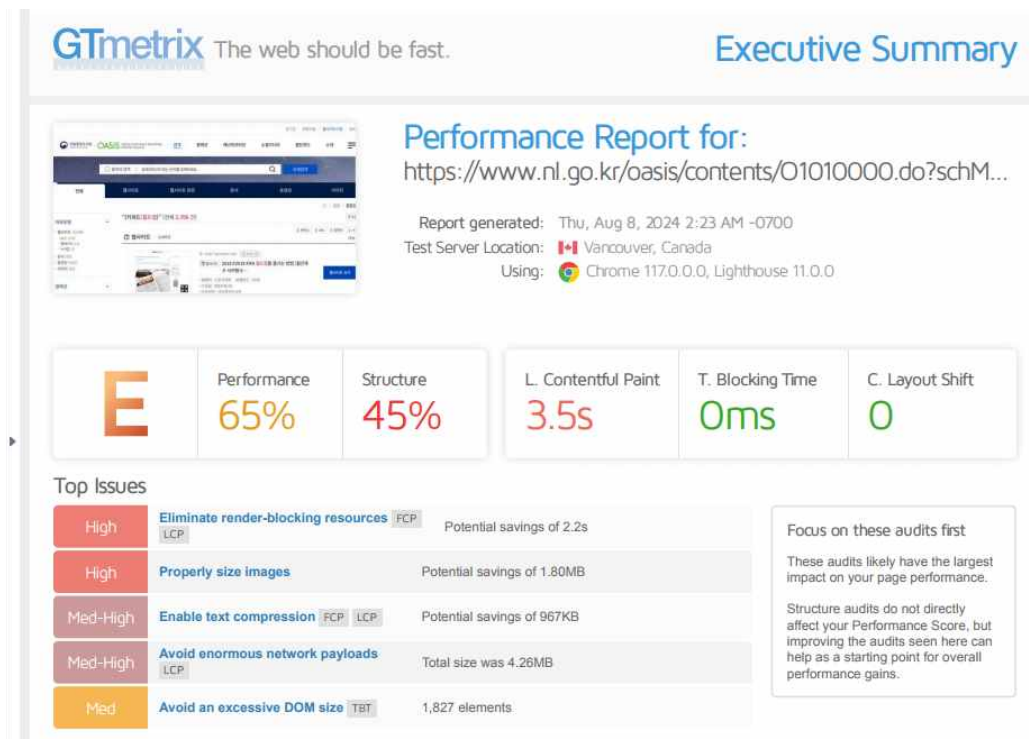 GTmetrix The web should be fast.
Executive Summary
OASIS
Performance Report for:
https://www.nl.go.kr/oasis/contents/O1010000.do?schM...
Report generated: Thu, Aug 8, 2024 2:23 AM -0700
Test Server Location: Vancouver, Canada
Using: Chrome 117.0.0.0, Lighthouse 11.0.0
E
Performance
65%
Structure
45%
L. Contentful Paint
3.5s
T. Blocking Time
0ms
C. Layout Shift
0
Top Issues
High
Eliminate render-blocking resources FCP
LCP
Potential savings of 2.2s
High
Properly size images
Potential savings of 1.80MB
Med-High
Enable text compression FCP LCP
Potential savings of 967KB
Med-High
Avoid enormous network payloads
LCP
Total size was 4.26MB
Med
Avoid an excessive DOM size TBT
1,827 elements
Focus on these audits first
These audits likely have the largest
impact on your page performance.
Structure audits do not directly
affect your Performance Score, but
improving the audits seen here can
help as a starting point for overall
performance gains.